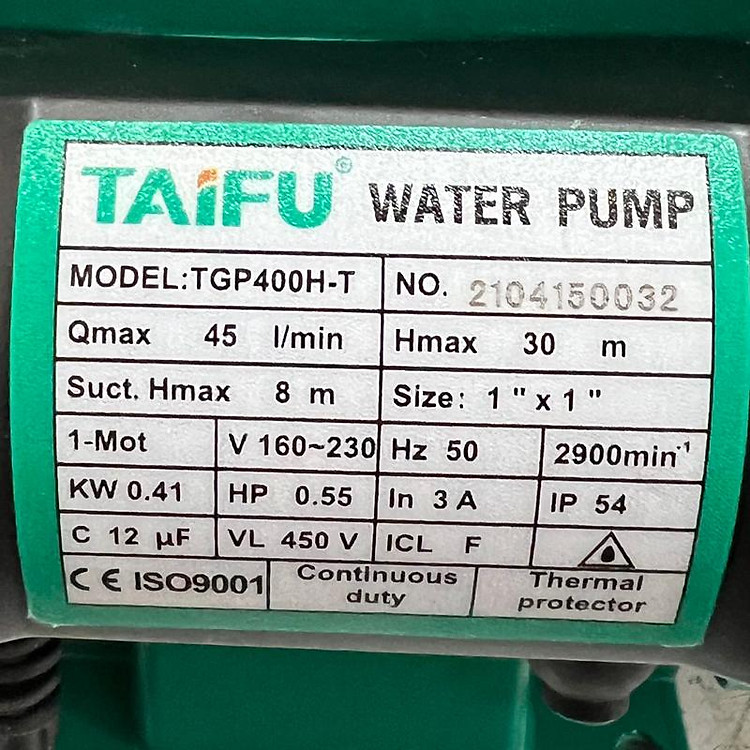 TAiFU® WATER PUMP
MODEL:TGP400H-T NO. 2104150032
Qmax 45 l/min Hmax 30 m
Suct. Hmax 8 m Size: 1" x 1"
1-Mot V 160~230 Hz 50 2900min⁻¹
KW 0.41 HP 0.55 In 3 A IP 54
C 12 µF VL 450 V ICL F
CE ISO9001 Continuous duty Thermal protector